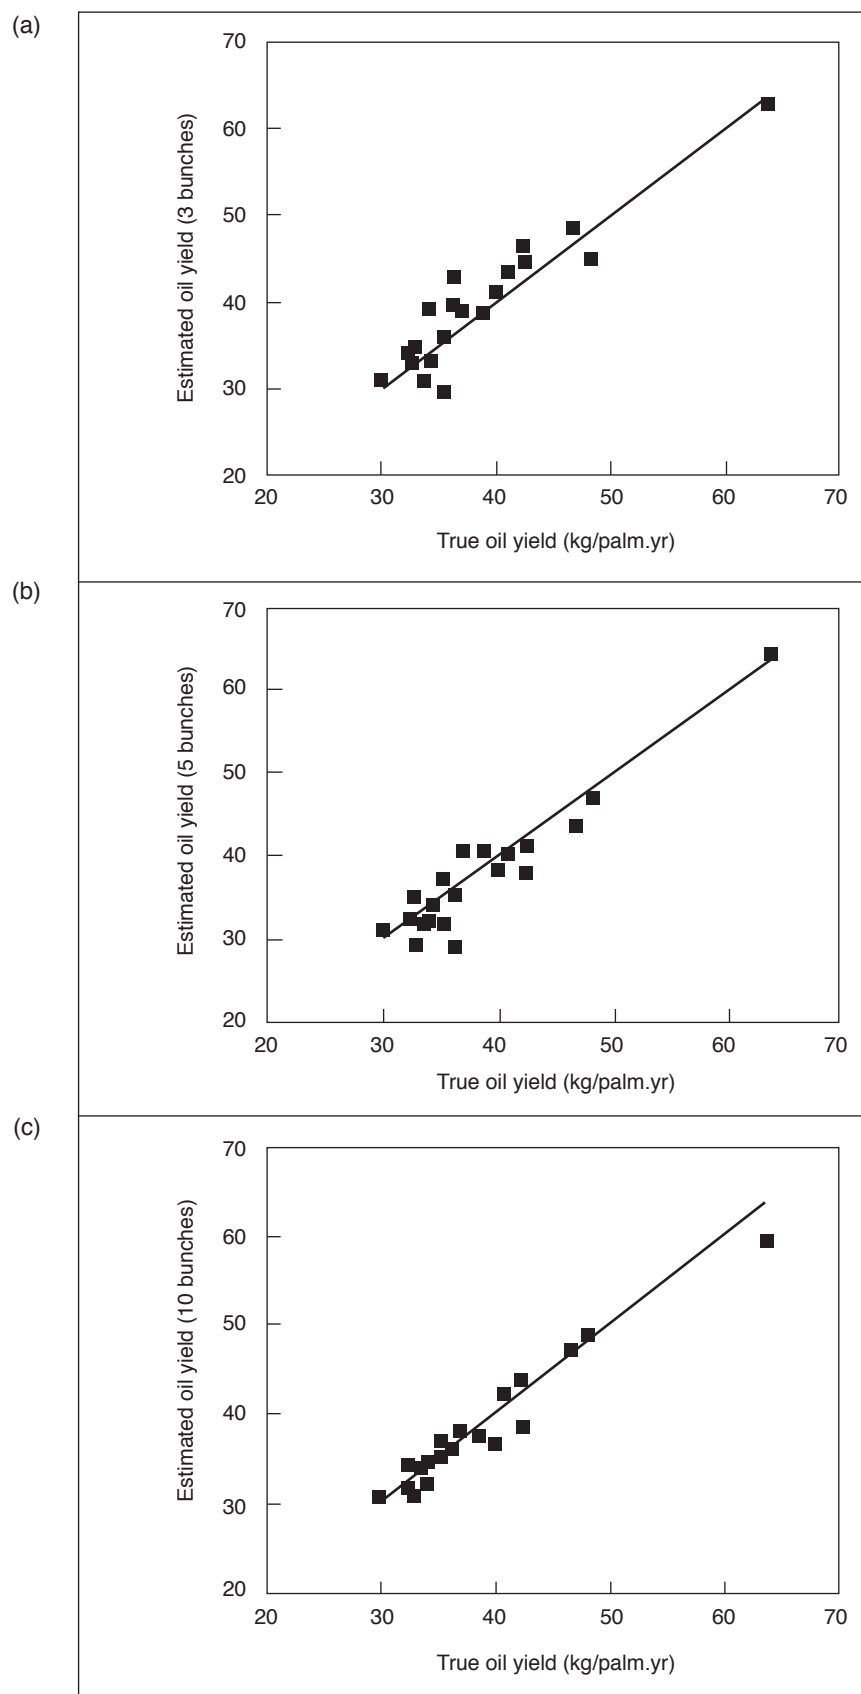 (a)
70
60
50
40
30
20
Estimated oil yield (3 bunches)
20 30 40 50 60 70
True oil yield (kg/palm.yr)
(b)
70
60
50
40
30
20
Estimated oil yield (5 bunches)
20 30 40 50 60 70
True oil yield (kg/palm.yr)
(c)
70
60
50
40
30
20
Estimated oil yield (10 bunches)
20 30 40 50 60 70
True oil yield (kg/palm.yr)